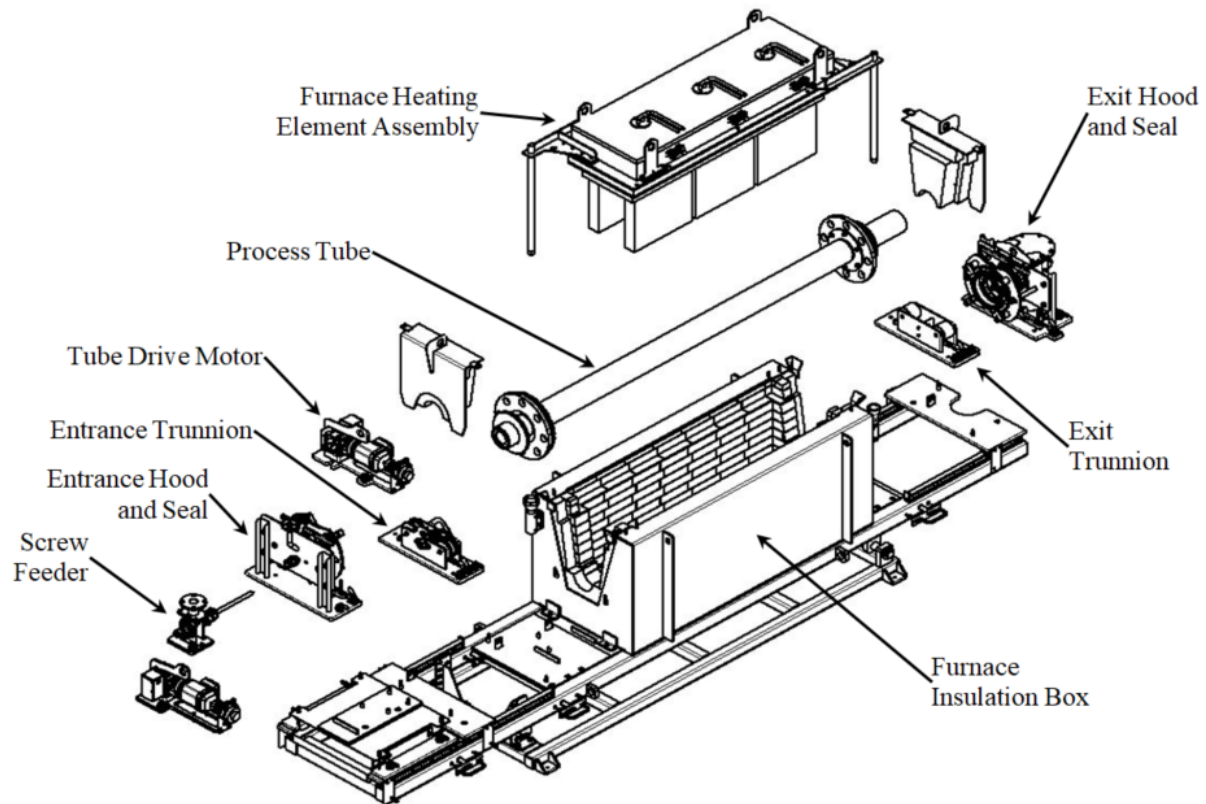 Furnace Heating
Element Assembly
Exit Hood
and Seal
Process Tube
Tube Drive Motor
Entrance Trunnion
Exit
Trunnion
Entrance Hood
and Seal
Screw
Feeder
Furnace
Insulation Box